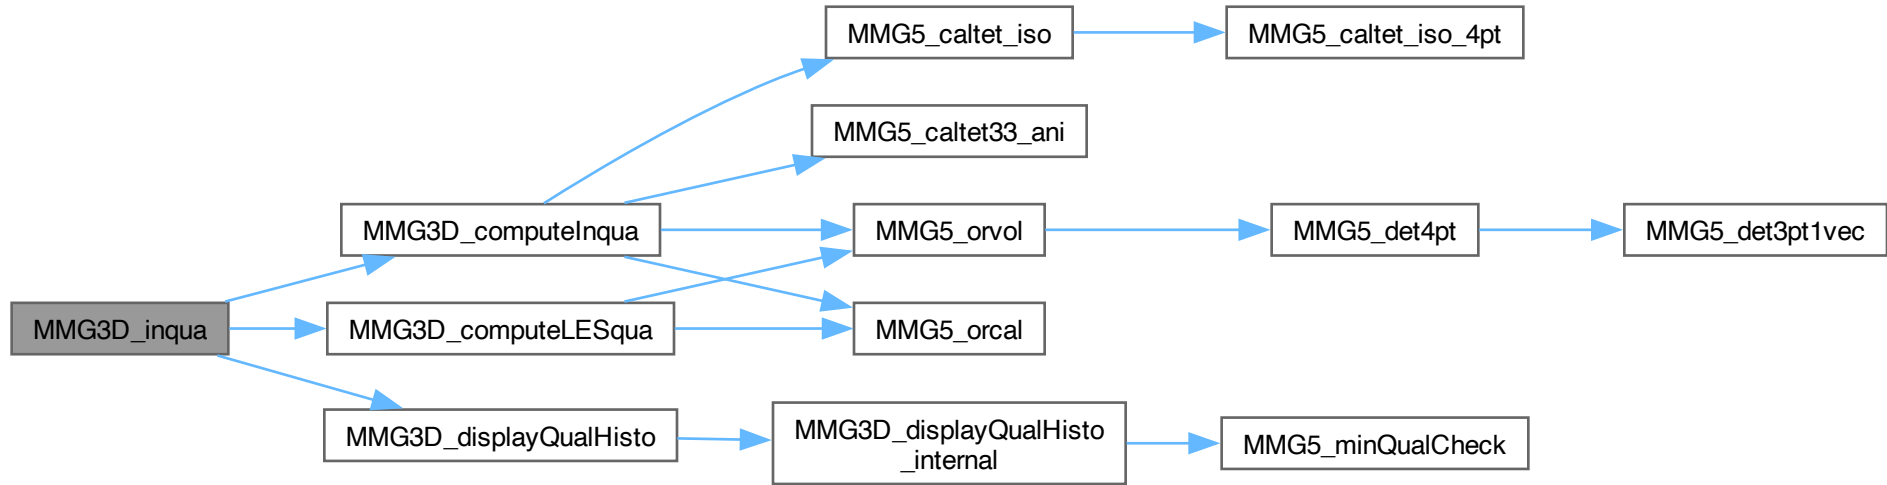 MMG5_caltet_iso
MMG5_caltet_iso_4pt
MMG5_caltet33_ani
MMG3D_computeInqua
MMG5_orvol
MMG5_det4pt
MMG5_det3pt1vec
MMG3D_inqua
MMG3D_computeLESqua
MMG5_orcal
MMG3D_displayQualHisto
MMG3D_displayQualHisto
_internal
MMG5_minQualCheck